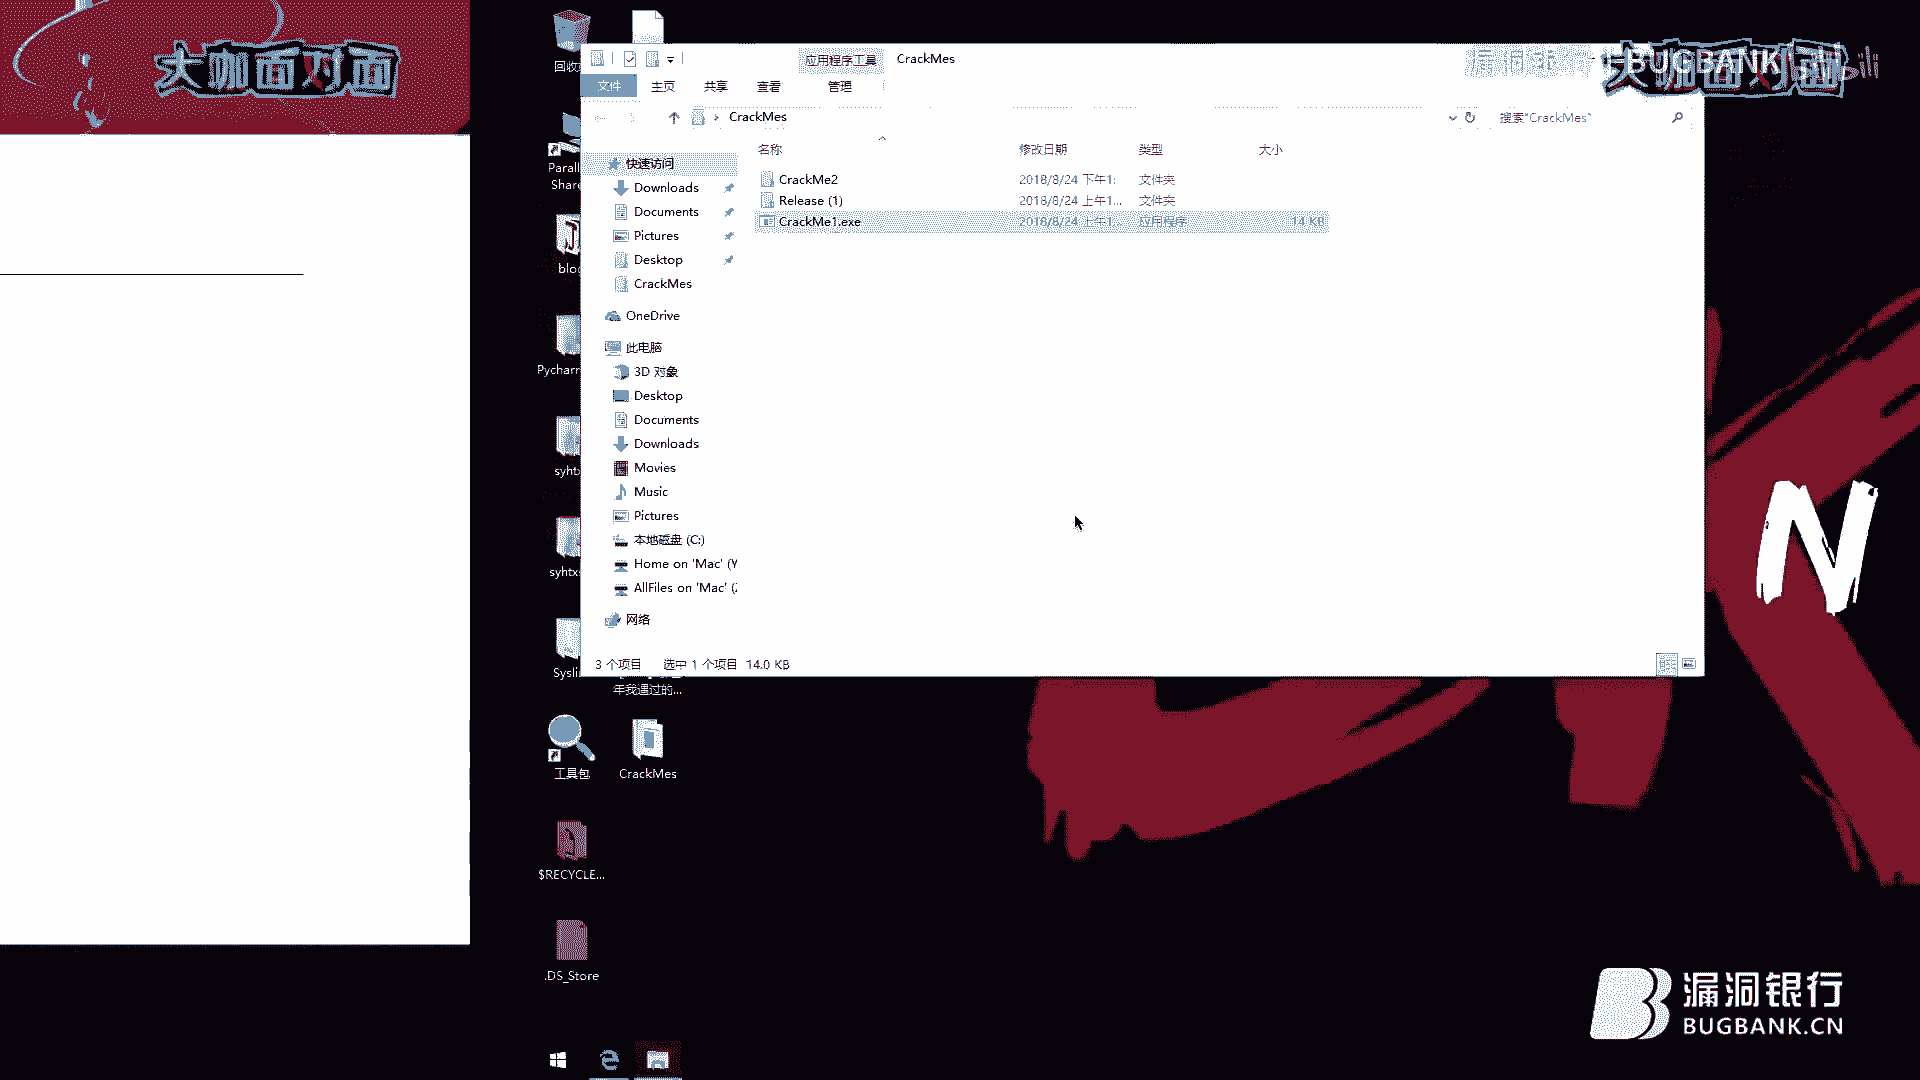 大咖面对面
回收
Parall
Share
blo
Pychar
syht
syhtx
Sysli
年我遇过的...
工具包
CrackMes
$RECYCLE...
.DS_Store
应用程序工具
CrackMes
文件
主页
共享
查看
管理
CrackMes
搜索"CrackMes"
名称
修改日期
类型
大小
CrackMe2
2018/8/24 下午1:
文件夹
Release (1)
2018/8/24 上午1...
文件夹
CrackMe1.exe
2018/8/24 上午1...
应用程序
14 KB
快速访问
Downloads
Documents
Pictures
Desktop
CrackMes
OneDrive
此电脑
3D 对象
Desktop
Documents
Downloads
Movies
Music
Pictures
本地磁盘 (C:)
Home on 'Mac' (Y
AllFiles on 'Mac' (Z
网络
3 个项目
选中 1 个项目 14.0 KB
漏洞银行
BUGBANK
大咖面对面
N
漏洞银行
BUGBANK.CN